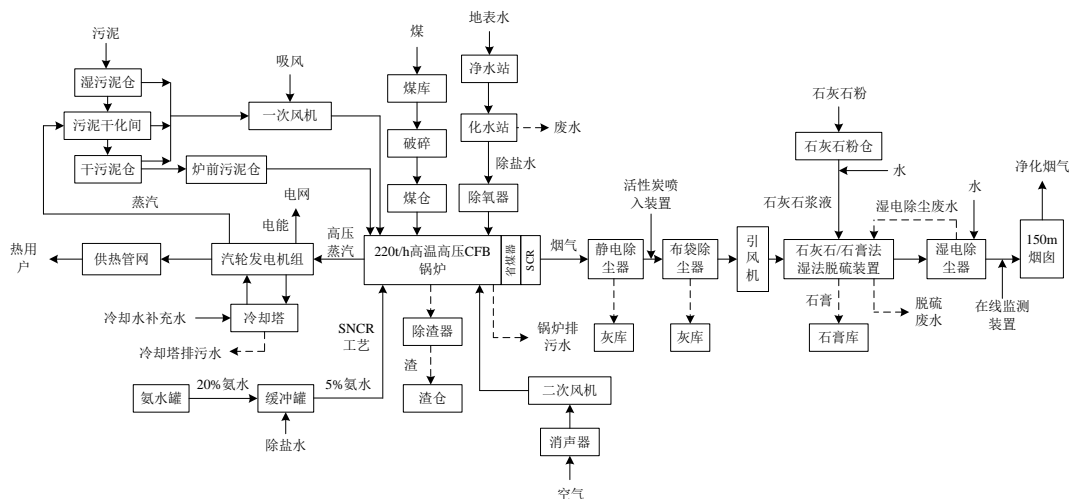 污泥
湿污泥仓
污泥干化间
干污泥仓
蒸汽
吸风
一次风机
炉前污泥仓
煤
煤库
破碎
煤仓
地表水
净水站
化水站
废水
除盐水
除氧器
电网
电能
热用
户
供热管网
汽轮发电机组
高压
蒸汽
220t/h高温高压CFB
锅炉
省煤器
SCR
烟气
活性炭喷
入装置
静电除
尘器
布袋除
尘器
引
风
机
石灰石粉
石灰石粉仓
水
石灰石浆液
湿电除尘废水
石灰石/石膏法
湿法脱硫装置
水
湿电除
尘器
净化烟气
150m
烟囱
在线监测
装置
冷却水补充水
冷却塔
冷却塔排污水
SNCR
工艺
除渣器
渣
渣仓
锅炉排
污水
灰库
灰库
石膏
石膏库
脱硫
废水
氨水罐
20%氨水
缓冲罐
5%氨水
除盐水
二次风机
消声器
空气